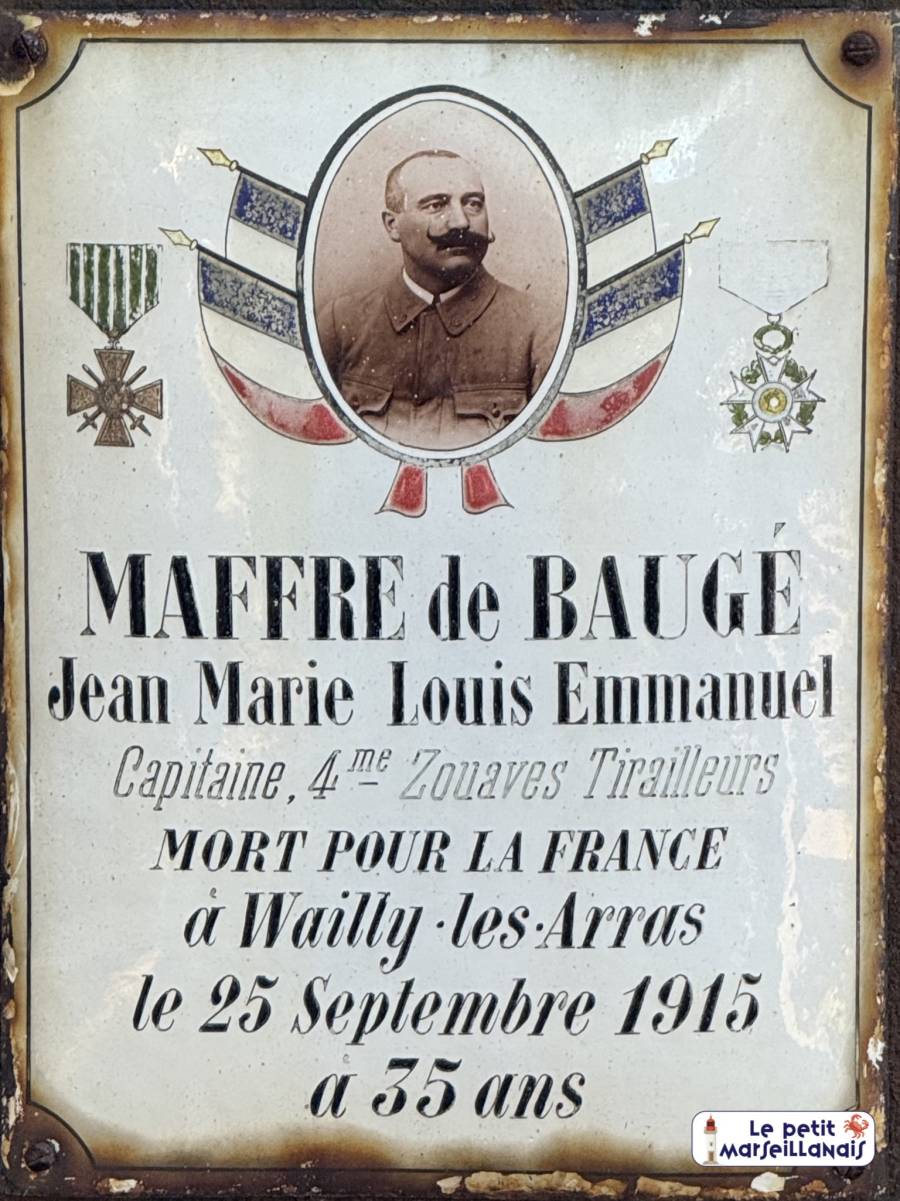 MAFFRE de BAUGÉ
Jean Marie Louis Emmanuel
Capitaine, 4me Zouaves Tirailleurs
MORT POUR LA FRANCE
à Wailly-les-Arras
le 25 Septembre 1915
à 35 ans
Le petit
MARSEILLANAIS